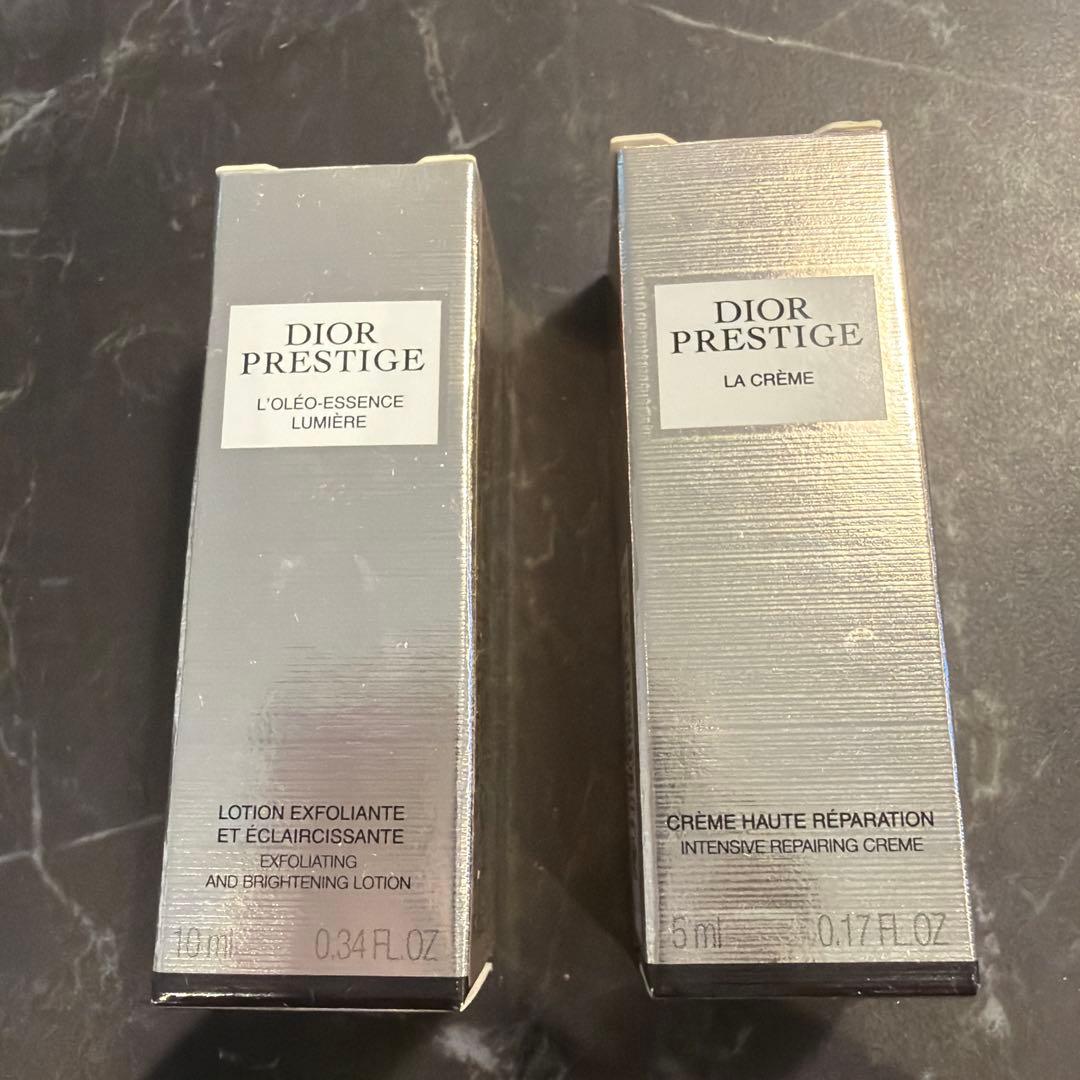 DIOR
PRESTIGE
L'OLÉO-ESSENCE
LUMIÈRE
LOTION EXFOLIANTE
ET ÉCLAIRCISSANTE
EXFOLIATING
AND BRIGHTENING LOTION
10 ml 0.34 FL.OZ
DIOR
PRESTIGE
LA CRÈME
CRÈME HAUTE RÉPARATION
INTENSIVE REPAIRING CREME
5 ml 0.17 FL.OZ